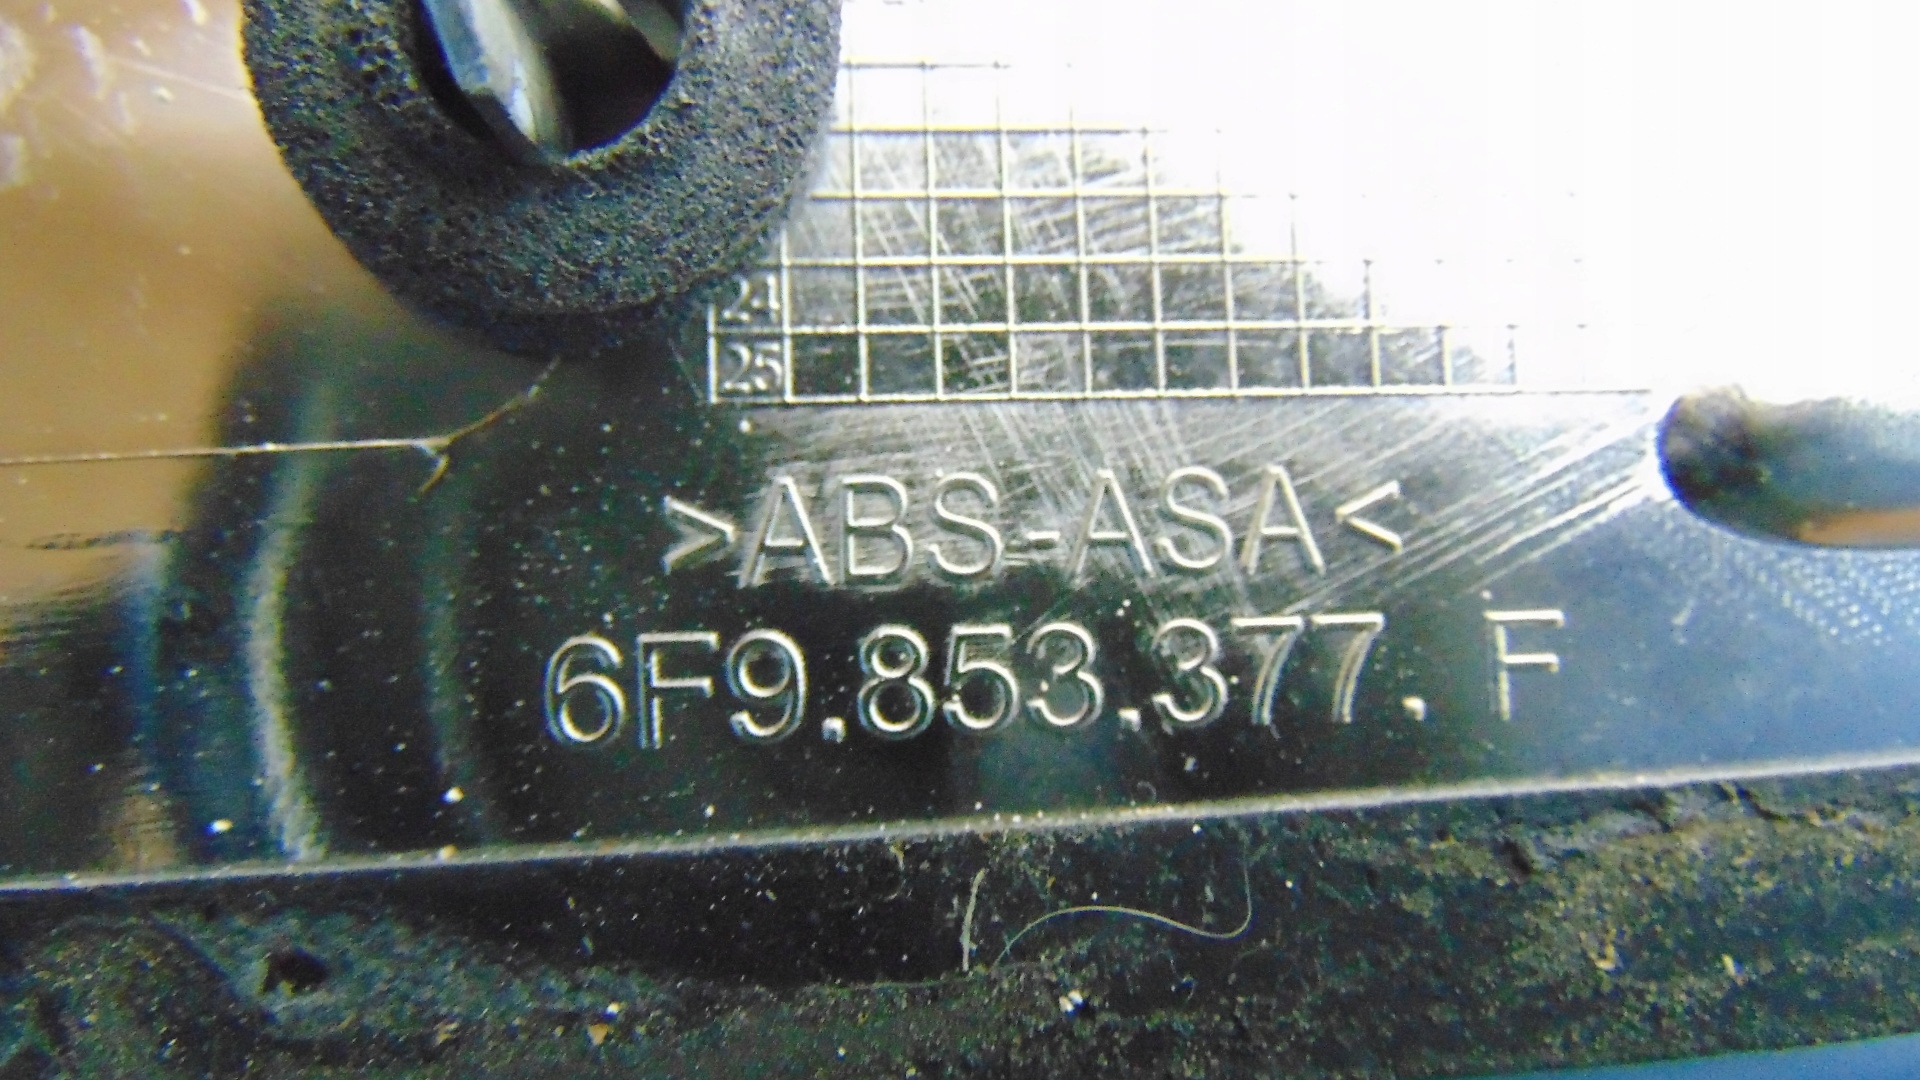 24
25
>ABS-ASA<
6F9.853.377. F